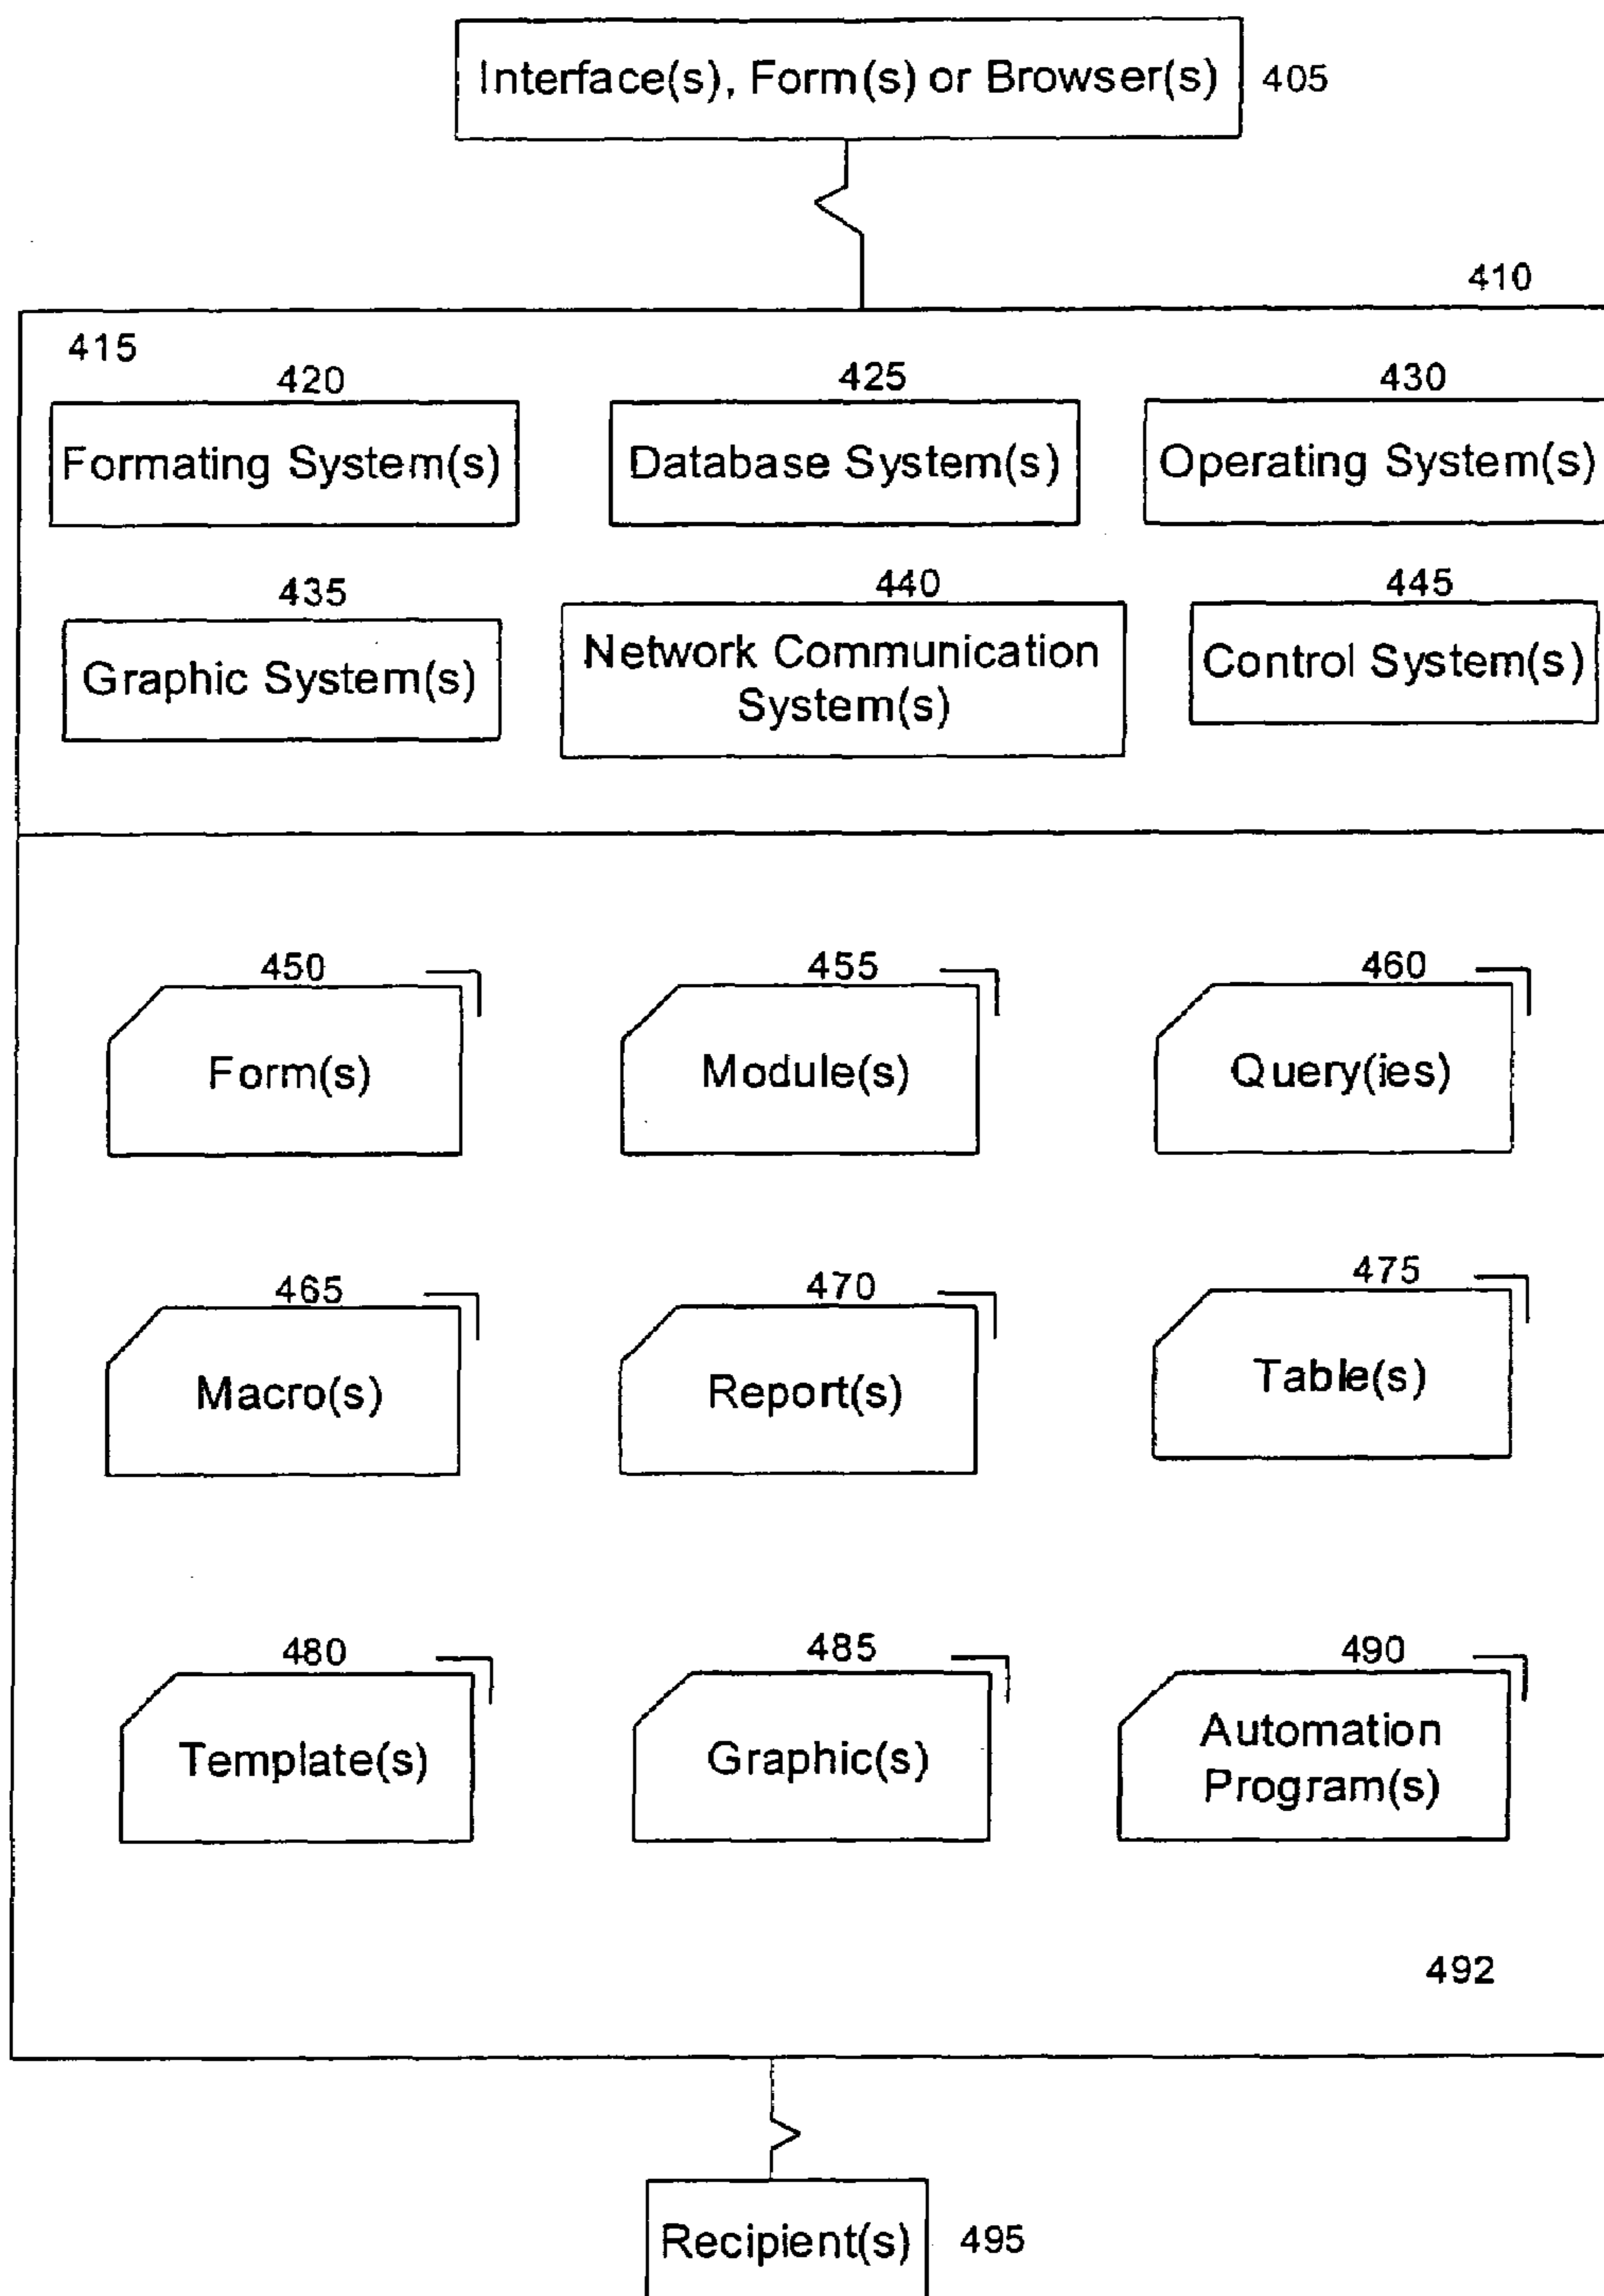 Interface(s), Form(s) or Browser(s) 405
410
415
420 425 430
Formating System(s) Database System(s) Operating System(s)
435 440 445
Graphic System(s) Network Communication System(s) Control System(s)
450 455 460
Form(s) Module(s) Query(ies)
465 470 475
Macro(s) Report(s) Table(s)
480 485 490
Template(s) Graphic(s) Automation Program(s)
492
Recipient(s) 495